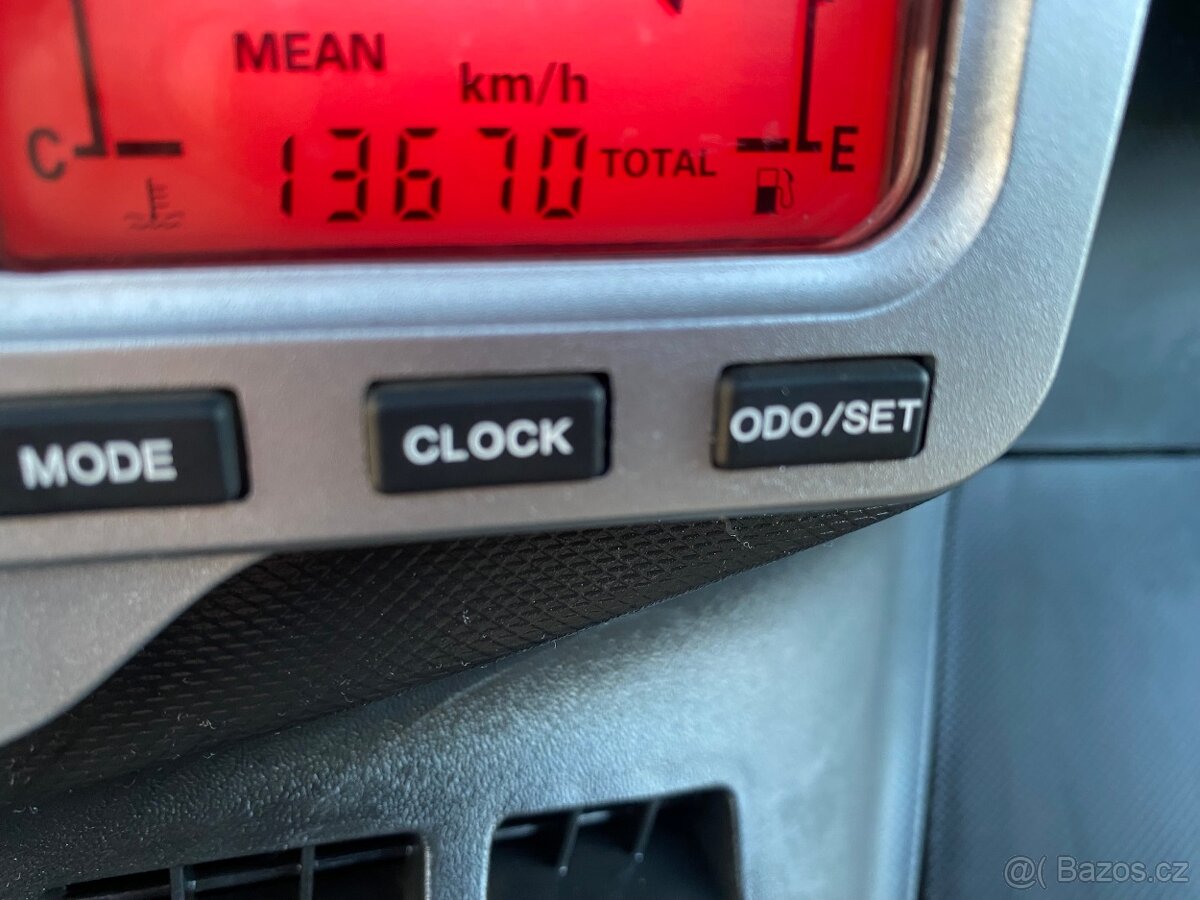 MEAN
km/h
C
13670 TOTAL
E
MODE
CLOCK
ODO/SET
@( Bazos.cz